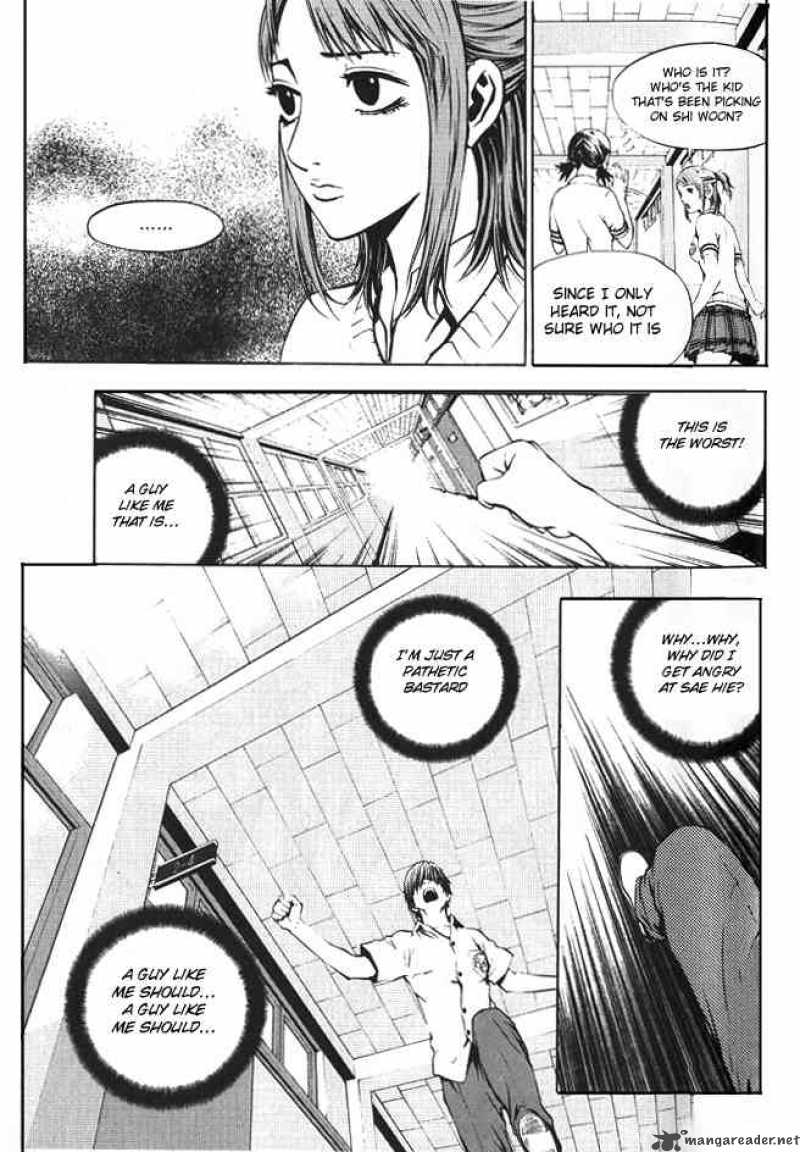 WHO IS IT?
WHO'S THE KID
THAT'S BEEN PICKING
ON SHI WOON?
SINCE I ONLY
HEARD IT, NOT
SURE WHO IT IS
......
THIS IS
THE WORST!
A GUY
LIKE ME
THAT IS...
WHY...WHY,
WHY DID I
GET ANGRY
AT SAE HIE?
I'M JUST A
PATHETIC
BASTARD
A GUY LIKE
ME SHOULD...
A GUY LIKE
ME SHOULD...
mangareader.net